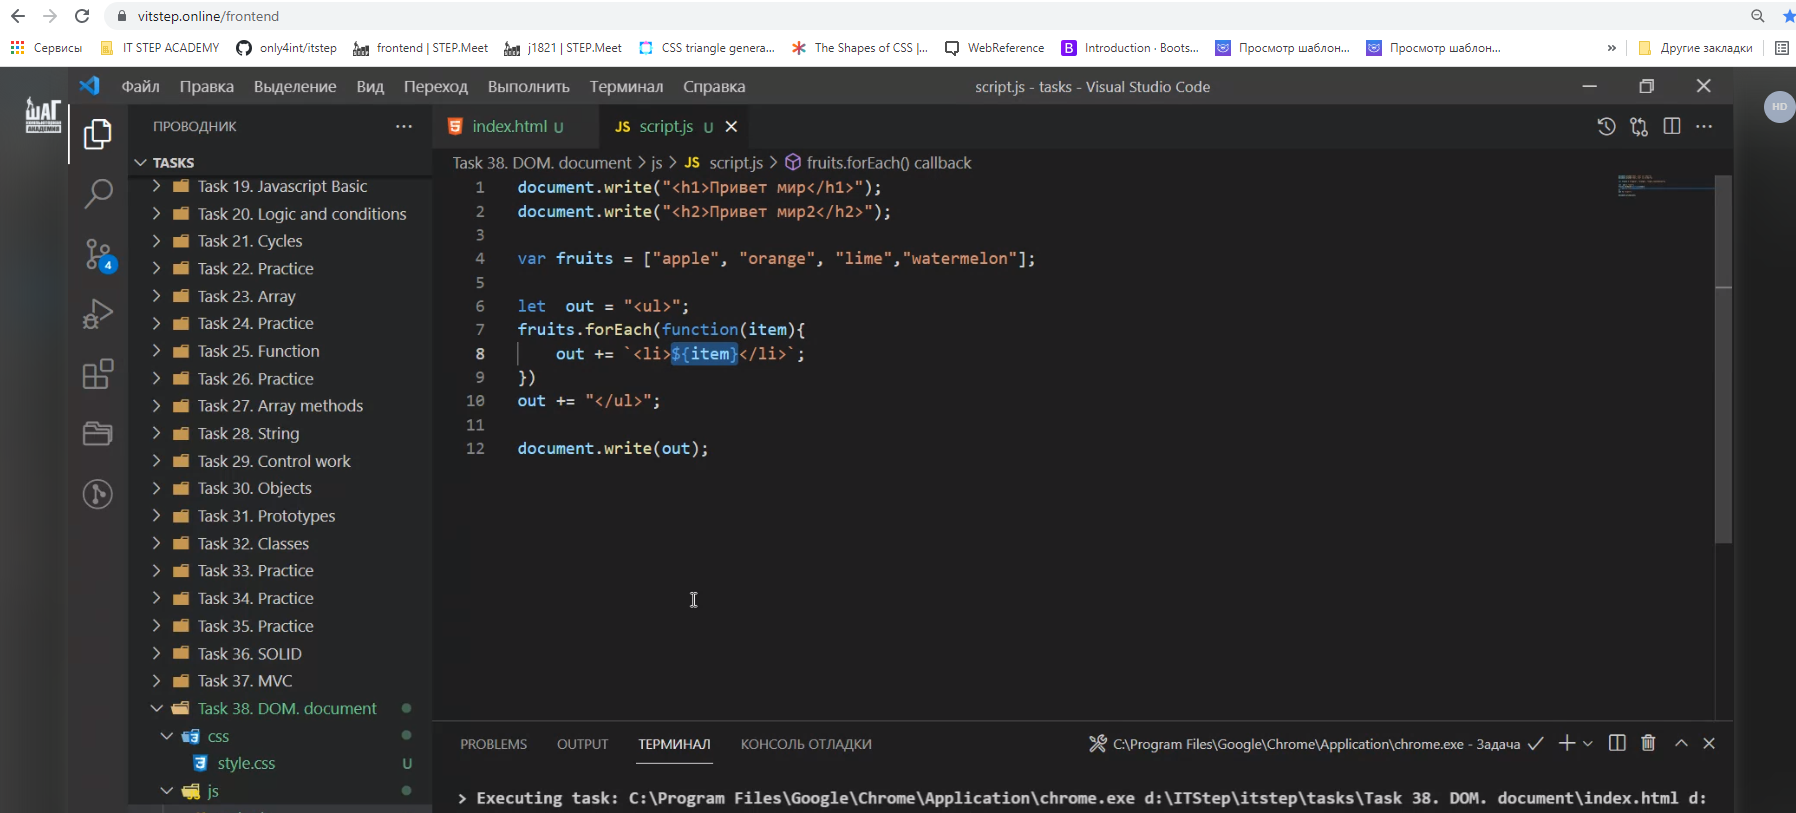 vitstep.online/frontend
Сервисы IT STEP ACADEMY only4int/itstep frontend | STEP.Meet j1821 | STEP.Meet CSS triangle genera... The Shapes of CSS |... WebReference B Introduction · Boots... Просмотр шаблон... Просмотр шаблон... » Другие закладки
Файл Правка Выделение Вид Переход Выполнить Терминал Справка script.js - tasks - Visual Studio Code
ШАГ
КОМПЬЮТЕРНАЯ
АКАДЕМИЯ
HD
ПРОВОДНИК ...
TASKS
Task 19. Javascript Basic
Task 20. Logic and conditions
Task 21. Cycles
Task 22. Practice
Task 23. Array
Task 24. Practice
Task 25. Function
Task 26. Practice
Task 27. Array methods
Task 28. String
Task 29. Control work
Task 30. Objects
Task 31. Prototypes
Task 32. Classes
Task 33. Practice
Task 34. Practice
Task 35. Practice
Task 36. SOLID
Task 37. MVC
Task 38. DOM. document
css
style.css U
js
4
index.html U JS script.js U
Task 38. DOM. document > js > JS script.js > fruits.forEach() callback
1 document.write("<h1>Привет мир</h1>");
2 document.write("<h2>Привет мир2</h2>");
3
4 var fruits = ["apple", "orange", "lime","watermelon"];
5
6 let  out = "<ul>";
7 fruits.forEach(function(item){
8     out += `<li>${item}</li>`;
9 })
10 out += "</ul>";
11
12 document.write(out);
PROBLEMS OUTPUT ТЕРМИНАЛ КОНСОЛЬ ОТЛАДКИ C:\Program Files\Google\Chrome\Application\chrome.exe - Задача
> Executing task: C:\Program Files\Google\Chrome\Application\chrome.exe d:\ITStep\itstep\tasks\Task 38. DOM. document\index.html d: